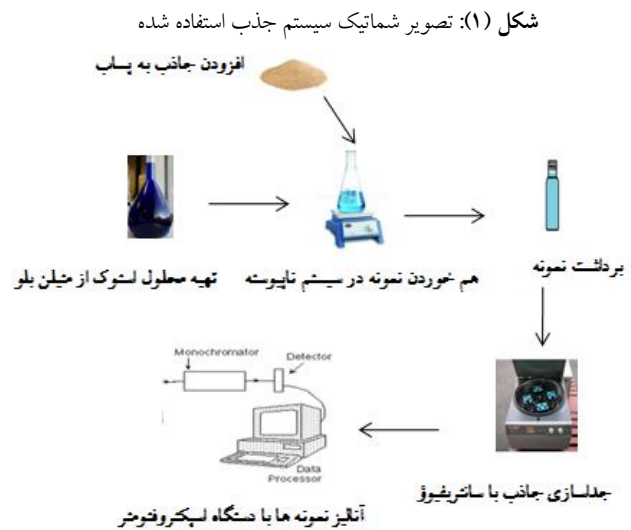 شکل (۱): تصویر شماتیک سیستم جذب استفاده شده
افزودن جاذب به پساب
تهیه محلول استوک از متیلن بلو
هم خوردن نمونه در سیستم ناپیوسته
برداشت نمونه
جداسازی جاذب با سانتریفیوژ
Monochromator
Detector
Data
Processor
آنالیز نمونه ها با دستگاه اسپکتروفتومتر